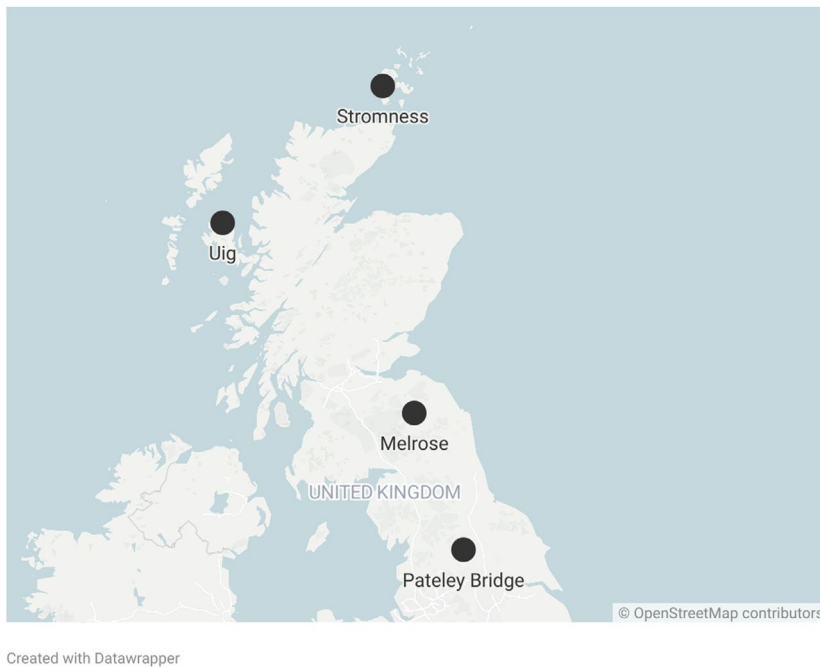 Stromness
Uig
Melrose
UNITED KINGDOM
Pateley Bridge
© OpenStreetMap contributors
Created with Datawrapper